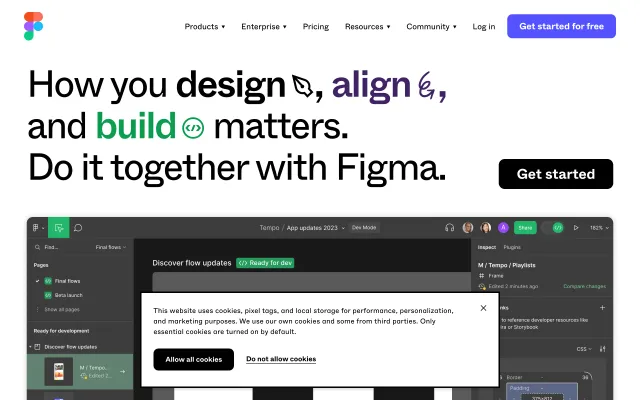 Products
Enterprise
Pricing
Resources
Community
Log in
Get started for free
How you design, align,
and build </> matters.
Do it together with Figma.
Get started
Tempo / App updates 2023
Dev Mode
A
Share
</>
182%
Find...
Final flows
Pages
Final flows
Beta launch
Show all pages
Ready for development
Discover flow updates
M / Tempo...
Edited 2...
Discover flow updates
</> Ready for dev
Inspect
Plugins
M / Tempo / Playlists
Frame
Edited 2 minutes ago
Compare changes
to reference developer resources like
or Storybook
CSS
Border
Padding
375x812
This website uses cookies, pixel tags, and local storage for performance, personalization,
and marketing purposes. We use our own cookies and some from third parties. Only
essential cookies are turned on by default.
Allow all cookies
Do not allow cookies